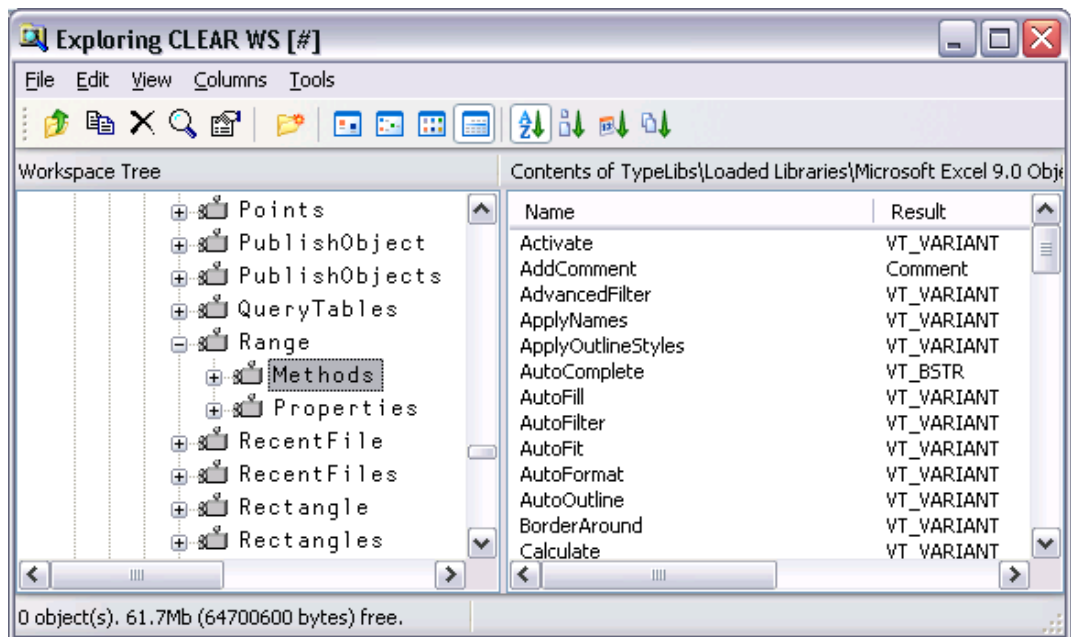 Exploring CLEAR WS [#]
File Edit View Columns Tools
Workspace Tree
Contents of TypeLibs\Loaded Libraries\Microsoft Excel 9.0 Obje
Points
PublishObject
PublishObjects
QueryTables
Range
Methods
Properties
RecentFile
RecentFiles
Rectangle
Rectangles
Name Result
Activate VT_VARIANT
AddComment Comment
AdvancedFilter VT_VARIANT
ApplyNames VT_VARIANT
ApplyOutlineStyles VT_VARIANT
AutoComplete VT_BSTR
AutoFill VT_VARIANT
AutoFilter VT_VARIANT
AutoFit VT_VARIANT
AutoFormat VT_VARIANT
AutoOutline VT_VARIANT
BorderAround VT_VARIANT
Calculate VT_VARIANT
0 object(s). 61.7Mb (64700600 bytes) free.